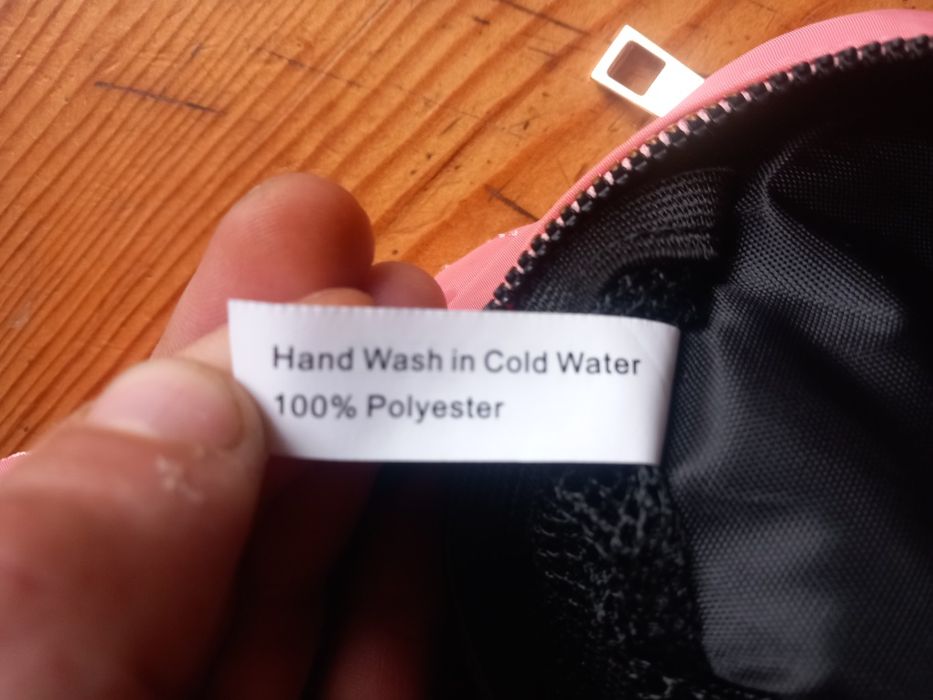 Hand Wash in Cold Water
100% Polyester